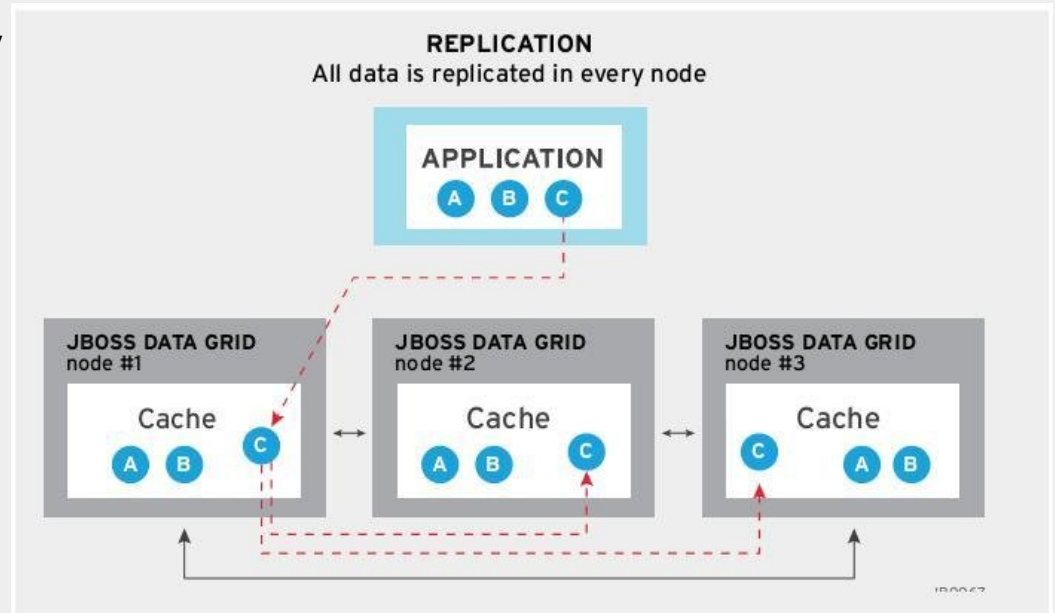 REPLICATION
All data is replicated in every node
APPLICATION
A B C
JBOSS DATA GRID
node #1
Cache
A B C
JBOSS DATA GRID
node #2
Cache
A B C
JBOSS DATA GRID
node #3
Cache
C A B